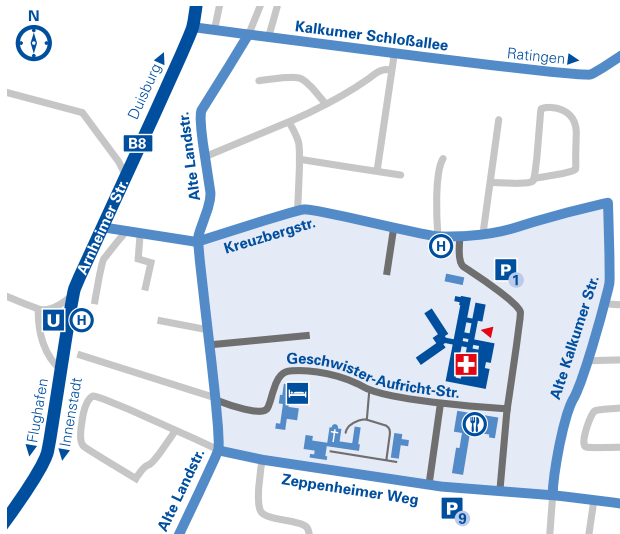 N
Kalkumer Schloßallee
Ratingen
Duisburg
B8
Alte Landstr.
Arnheimer Str.
Kreuzbergstr.
H
P
1
U
H
Alte Kalkumer Str.
Geschwister-Aufricht-Str.
Flughafen
Innenstadt
Alte Landstr.
Zeppenheimer Weg
P
9